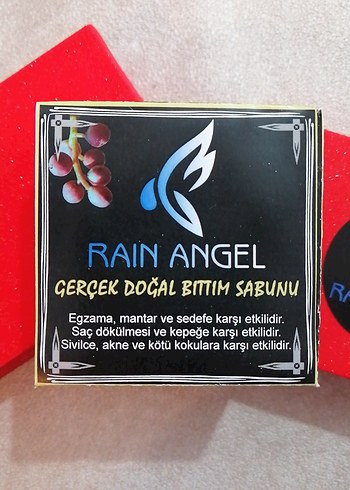 RAIN ANGEL
GERÇEK DOĞAL BITTIM SABUNU
Egzama, mantar ve sedefe karşı etkilidir.
Saç dökülmesi ve kepeğe karşı etkilidir.
Sivilce, akne ve kötü kokulara karşı etkilidir.
RA